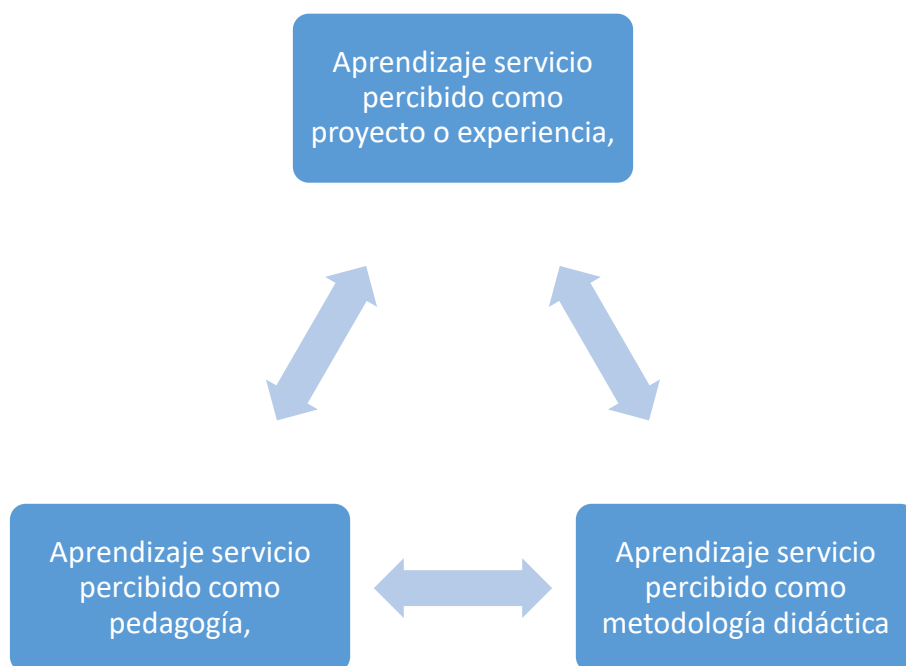 Aprendizaje servicio
percibido como
proyecto o experiencia,
Aprendizaje servicio
percibido como
pedagogía,
Aprendizaje servicio
percibido como
metodología didáctica